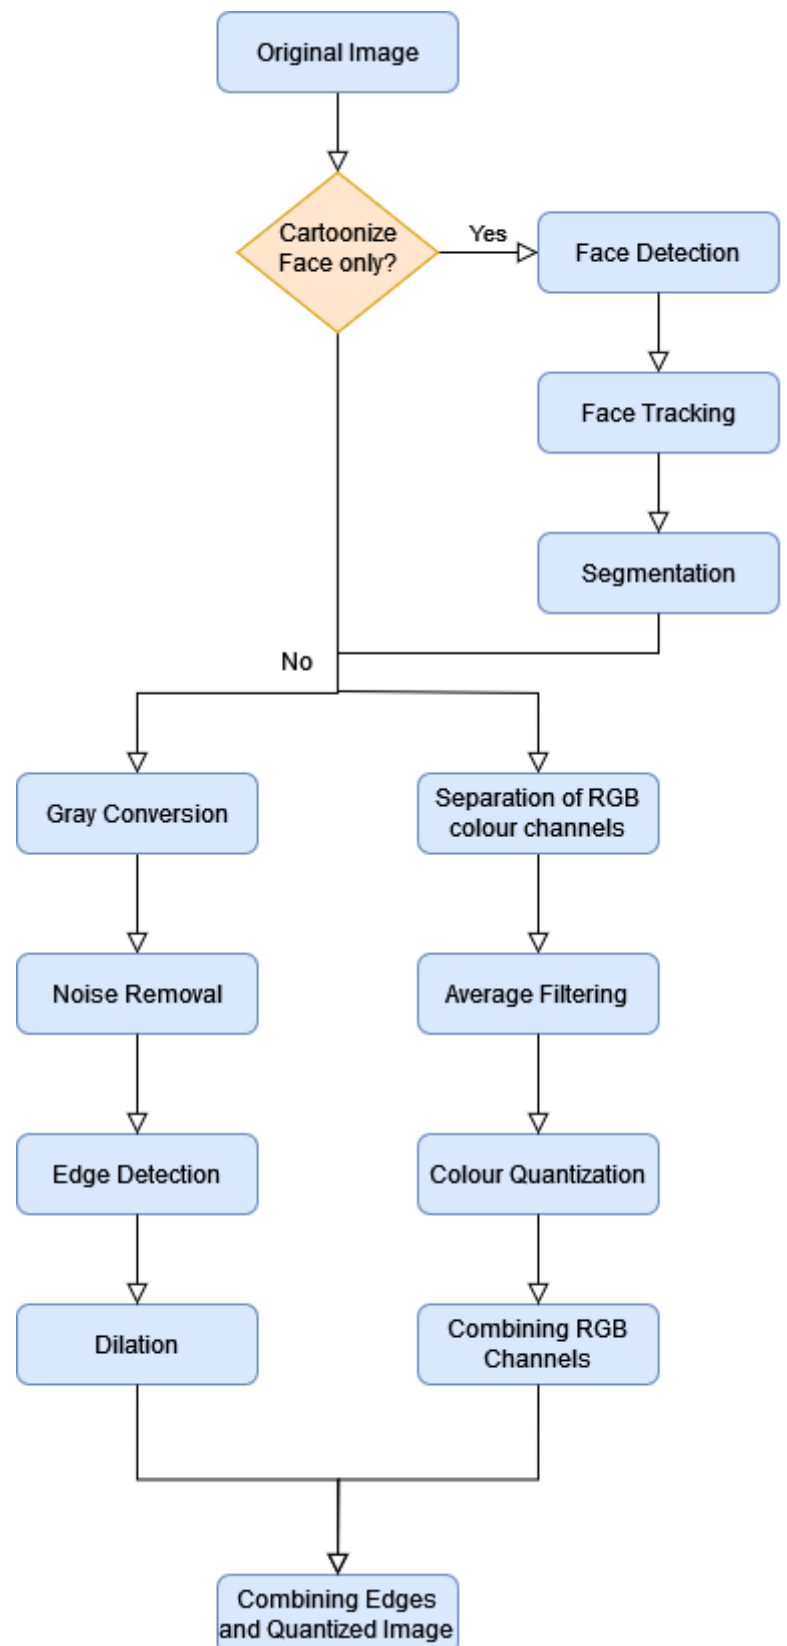 Original Image
Cartoonize
Face only?
Yes
Face Detection
Face Tracking
Segmentation
No
Gray Conversion
Separation of RGB
colour channels
Noise Removal
Average Filtering
Edge Detection
Colour Quantization
Dilation
Combining RGB
Channels
Combining Edges
and Quantized Image